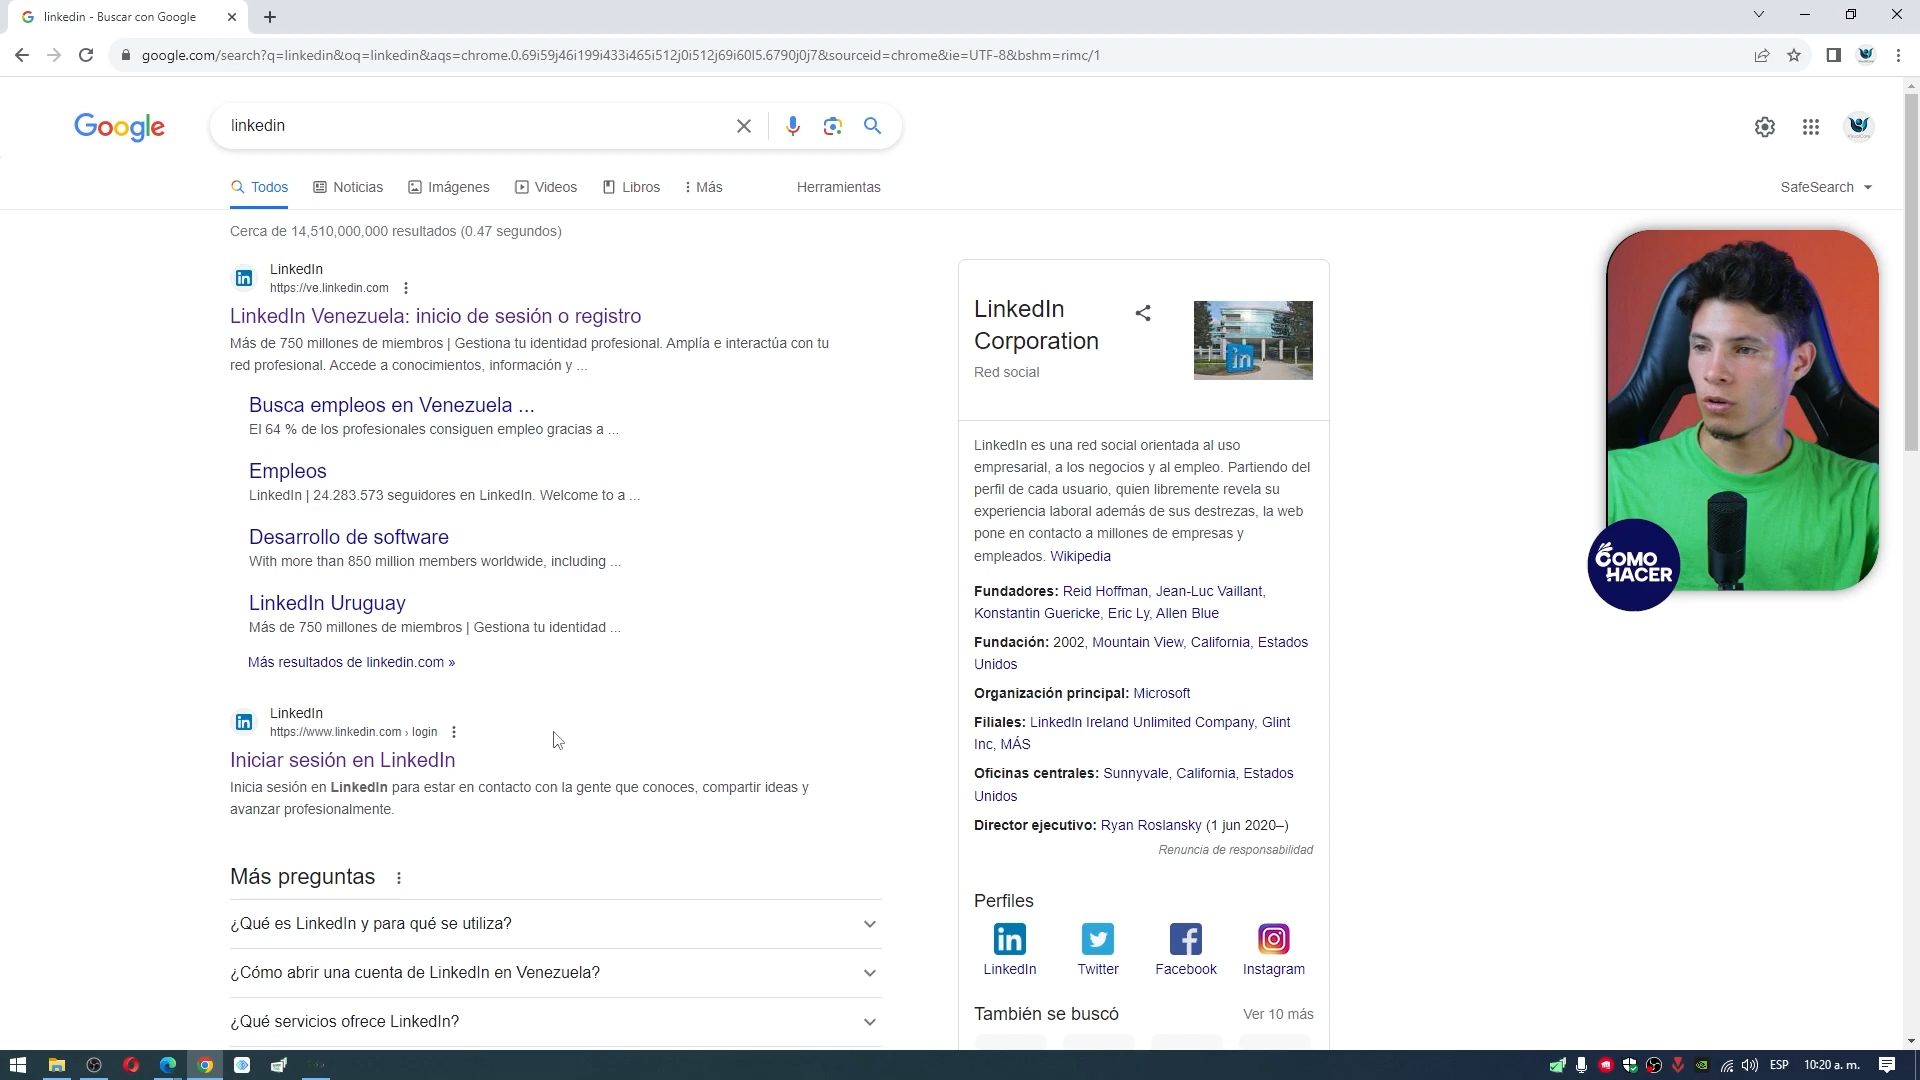 linkedin - Buscar con Google
google.com/search?q=linkedin&oq=linkedin&aqs=chrome.0.69i59j46i199i433i465i512j0i512j69i60l5.6790j0j7&sourceid=chrome&ie=UTF-8&bshm=rimc/1
Google
linkedin
Todos
Noticias
Imágenes
Videos
Libros
Más
Herramientas
SafeSearch
Cerca de 14,510,000,000 resultados (0.47 segundos)
LinkedIn
https://ve.linkedin.com
LinkedIn Venezuela: inicio de sesión o registro
Más de 750 millones de miembros | Gestiona tu identidad profesional. Amplía e interactúa con tu
red profesional. Accede a conocimientos, información y ...
Busca empleos en Venezuela ...
El 64 % de los profesionales consiguen empleo gracias a ...
Empleos
LinkedIn | 24.283.573 seguidores en LinkedIn. Welcome to a ...
Desarrollo de software
With more than 850 million members worldwide, including ...
LinkedIn Uruguay
Más de 750 millones de miembros | Gestiona tu identidad ...
Más resultados de linkedin.com »
LinkedIn
https://www.linkedin.com › login
Iniciar sesión en LinkedIn
Inicia sesión en LinkedIn para estar en contacto con la gente que conoces, compartir ideas y
avanzar profesionalmente.
Más preguntas
¿Qué es LinkedIn y para qué se utiliza?
¿Cómo abrir una cuenta de LinkedIn en Venezuela?
¿Qué servicios ofrece LinkedIn?
LinkedIn
Corporation
Red social
in
LinkedIn es una red social orientada al uso
empresarial, a los negocios y al empleo. Partiendo del
perfil de cada usuario, quien libremente revela su
experiencia laboral además de sus destrezas, la web
pone en contacto a millones de empresas y
empleados. Wikipedia
Fundadores: Reid Hoffman, Jean-Luc Vaillant,
Konstantin Guericke, Eric Ly, Allen Blue
Fundación: 2002, Mountain View, California, Estados
Unidos
Organización principal: Microsoft
Filiales: LinkedIn Ireland Unlimited Company, Glint
Inc, MÁS
Oficinas centrales: Sunnyvale, California, Estados
Unidos
Director ejecutivo: Ryan Roslansky (1 jun 2020–)
Renuncia de responsabilidad
Perfiles
LinkedIn
Twitter
Facebook
Instagram
También se buscó
Ver 10 más
COMO
HACER
ESP
10:20 a. m.